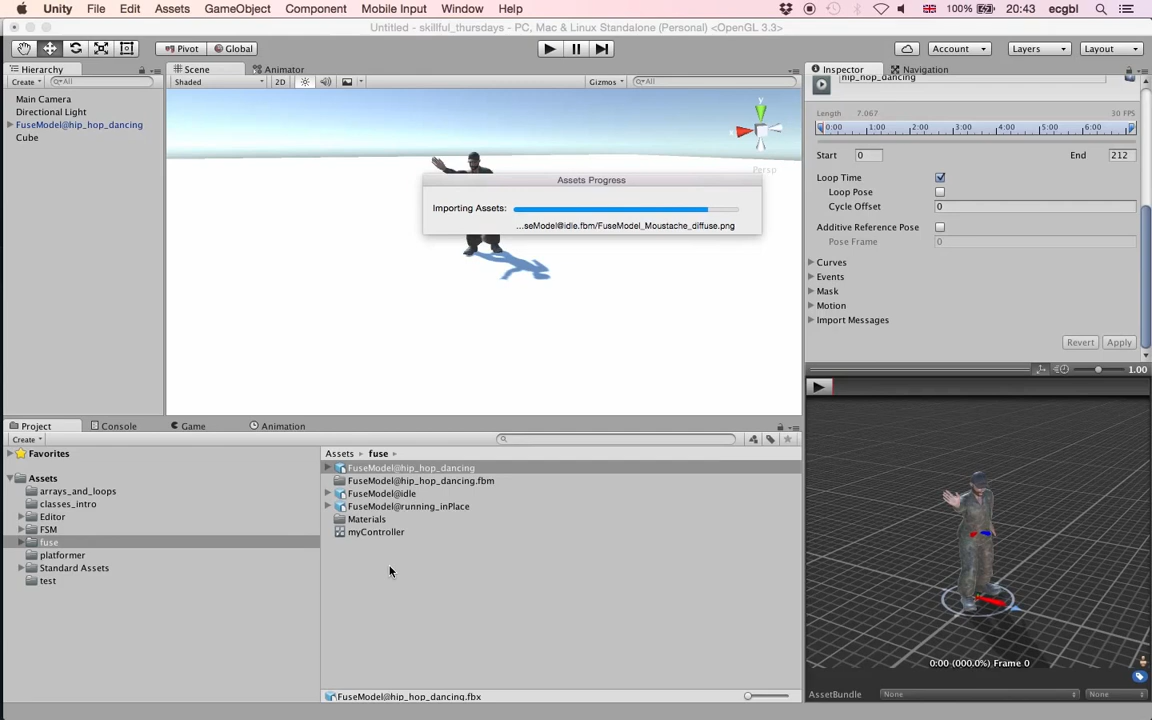 Unity File Edit Assets GameObject Component Mobile Input Window Help 100% 20:43 ecgbl
Untitled - skillful_thursdays - PC, Mac & Linux Standalone (Personal) <OpenGL 3.3>
Pivot Global Account Layers Layout
Hierarchy Scene Animator Inspector Navigation
Create All Shaded 2D Gizmos All hip_hop_dancing
Main Camera
Directional Light
FuseModel@hip_hop_dancing
Cube
y
x
Persp
Assets Progress
Importing Assets:
...seModel@idle.fbm/FuseModel_Moustache_diffuse.png
Length 7.067 30 FPS
0:00 1:00 2:00 3:00 4:00 5:00 6:00
Start 0 End 212
Loop Time
Loop Pose
Cycle Offset 0
Additive Reference Pose
Pose Frame 0
Curves
Events
Mask
Motion
Import Messages
Revert Apply
1.00
0:00 (000.0%) Frame 0
AssetBundle None None
Project Console Game Animation
Create
Favorites
Assets
arrays_and_loops
classes_intro
Editor
FSM
fuse
platformer
Standard Assets
test
Assets fuse
FuseModel@hip_hop_dancing
FuseModel@hip_hop_dancing.fbm
FuseModel@idle
FuseModel@running_inPlace
Materials
myController
FuseModel@hip_hop_dancing.fbx